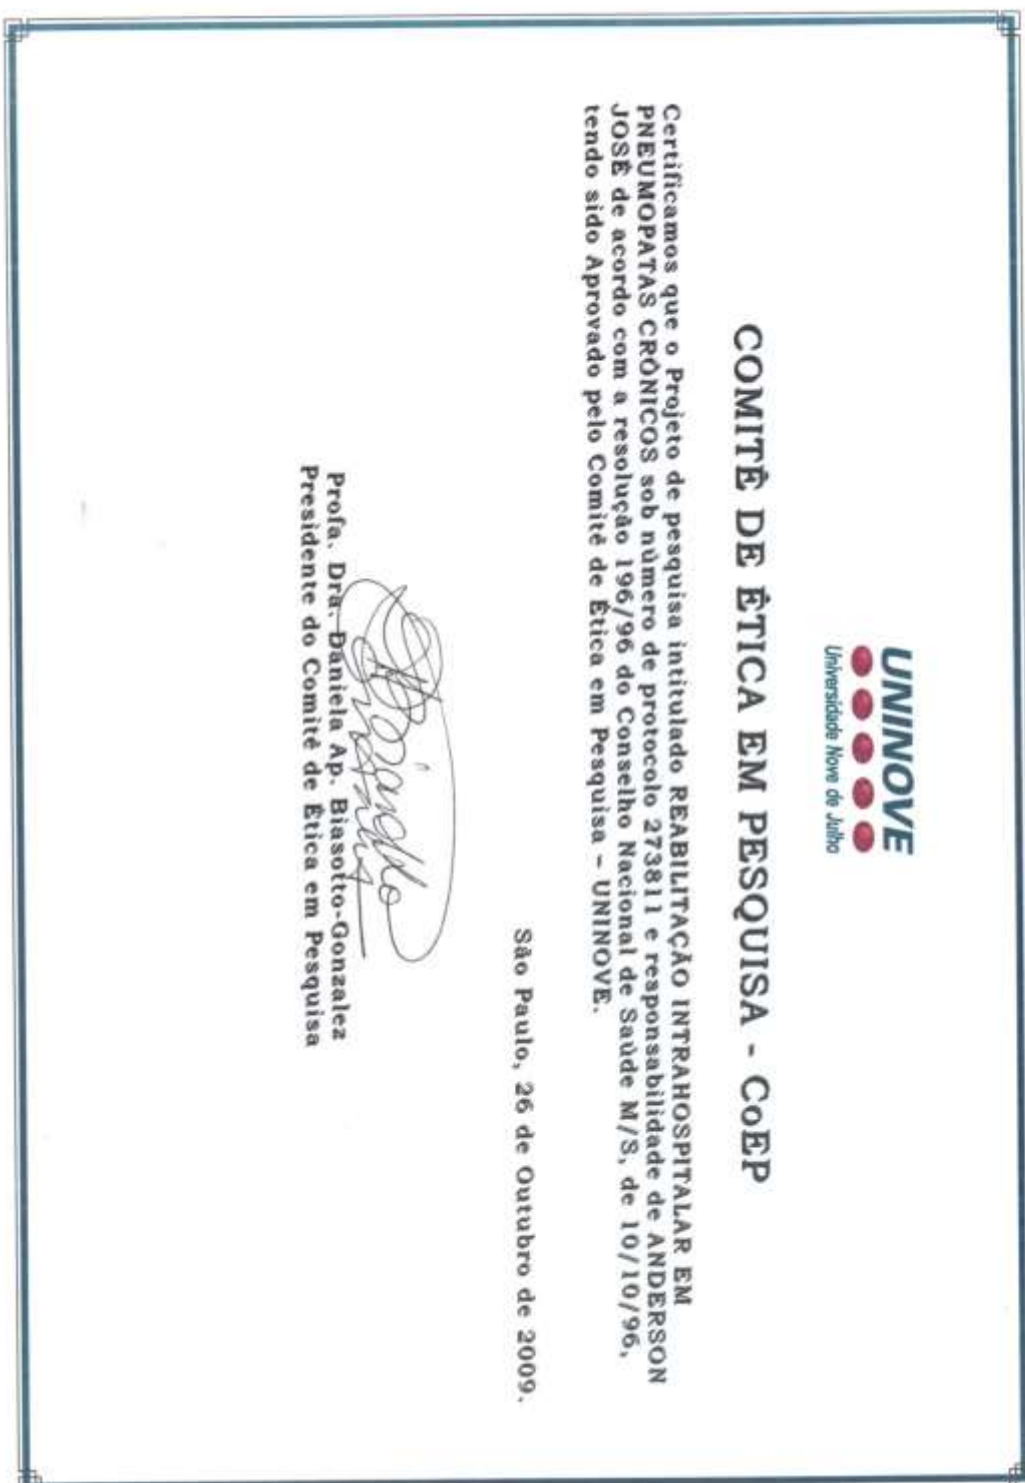 UNINOVE
Universidade Nove de Julho
COMITÊ DE ÉTICA EM PESQUISA - CoEP
Certificamos que o Projeto de pesquisa intitulado REABILITAÇÃO INTRAHOSPITALAR EM
PNEUMOPATAS CRÔNICOS sob número de protocolo 273811 e responsabilidade de ANDERSON
JOSÉ de acordo com a resolução 196/96 do Conselho Nacional de Saúde M/S, de 10/10/96,
tendo sido Aprovado pelo Comitê de Ética em Pesquisa - UNINOVE.
São Paulo, 26 de Outubro de 2009.
Profa. Dra. Daniela Ap. Biasotto-Gonzalez
Presidente do Comitê de Ética em Pesquisa